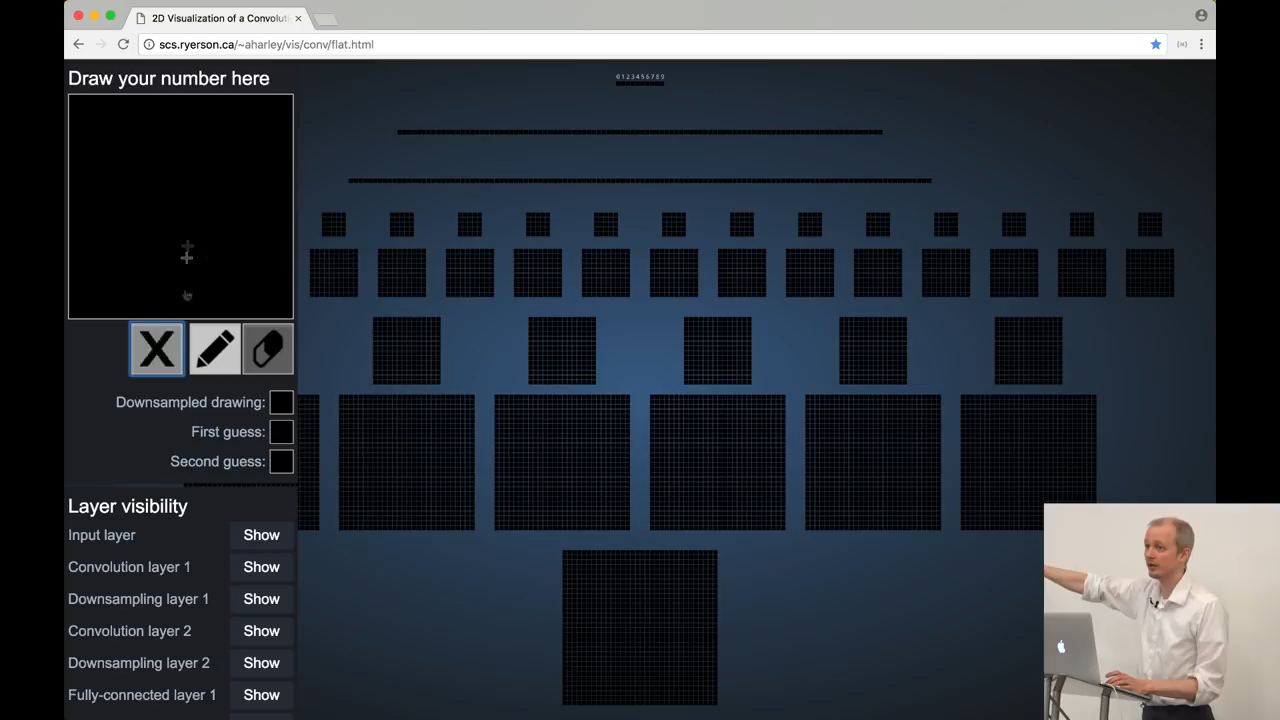 2D Visualization of a Convoluti
scs.ryerson.ca/~aharley/vis/conv/flat.html
Draw your number here
0123456789
Downsampled drawing:
First guess:
Second guess:
Layer visibility
Input layer Show
Convolution layer 1 Show
Downsampling layer 1 Show
Convolution layer 2 Show
Downsampling layer 2 Show
Fully-connected layer 1 Show